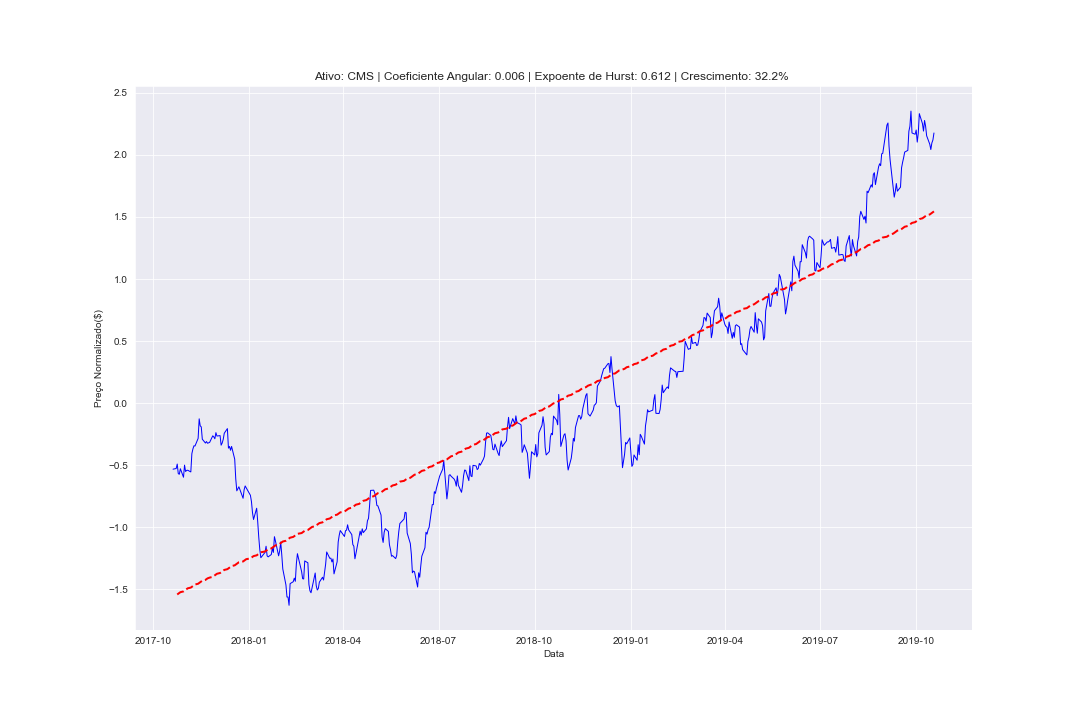 Ativo: CMS | Coeficiente Angular: 0.006 | Expoente de Hurst: 0.612 | Crescimento: 32.2%
2.5
2.0
1.5
1.0
0.5
0.0
−0.5
−1.0
−1.5
Preço Normalizado($)
2017-10 2018-01 2018-04 2018-07 2018-10 2019-01 2019-04 2019-07 2019-10
Data